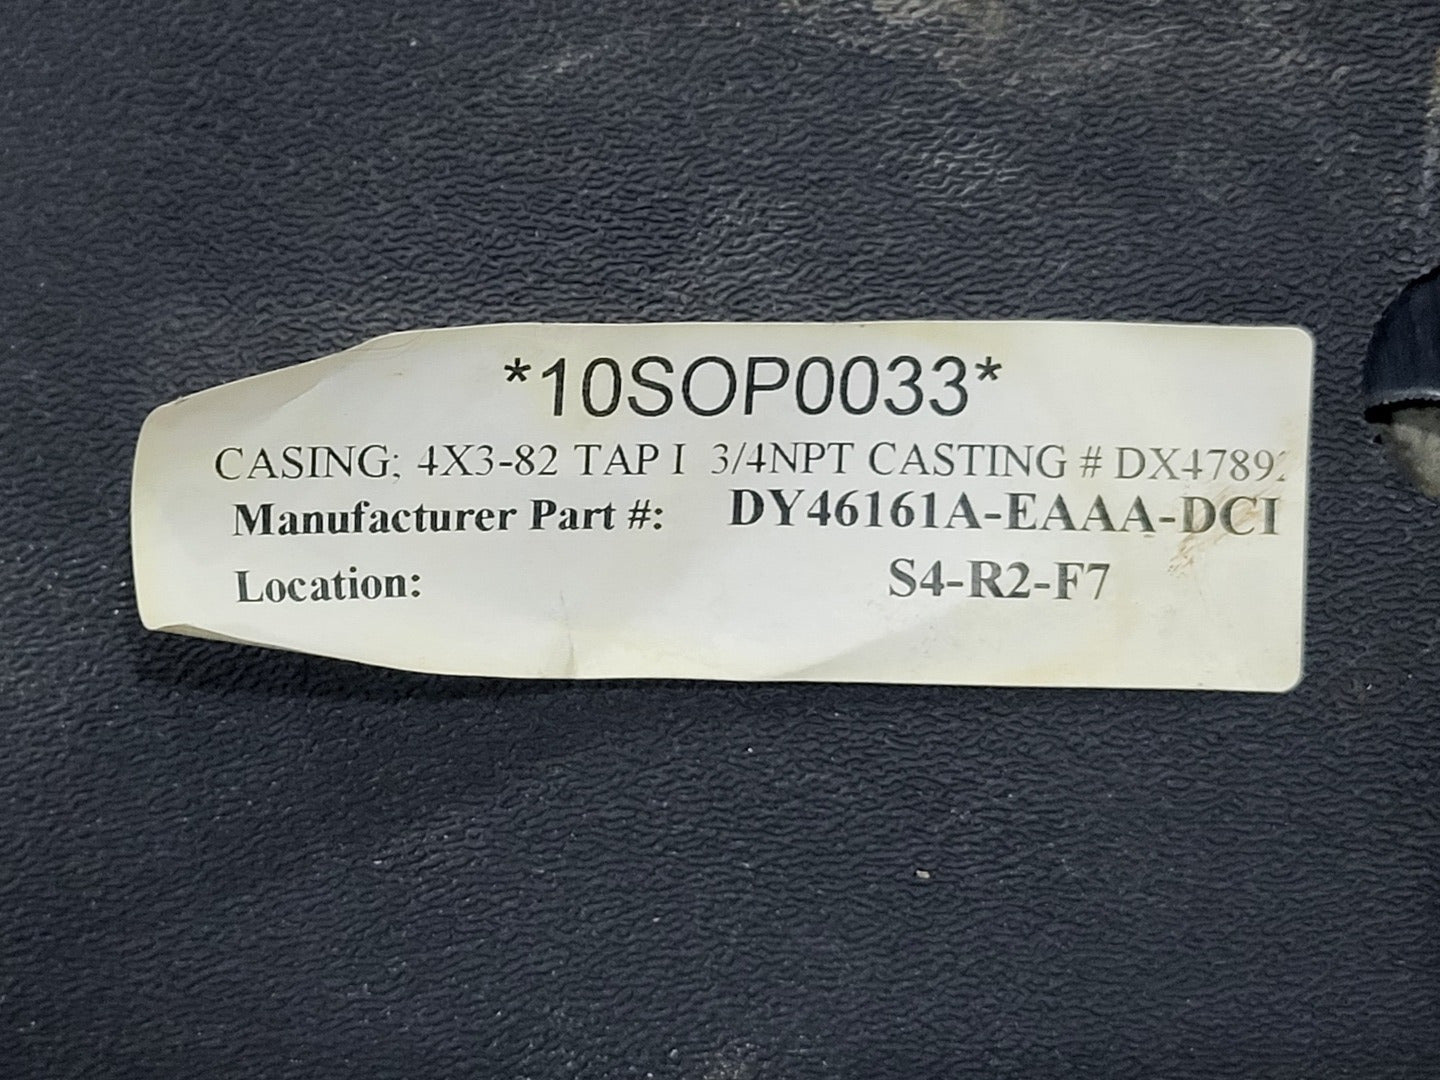 *10SOP0033*
CASING; 4X3-82 TAP I 3/4NPT CASTING # DX4789
Manufacturer Part #: DY46161A-EAAA-DCI
Location: S4-R2-F7